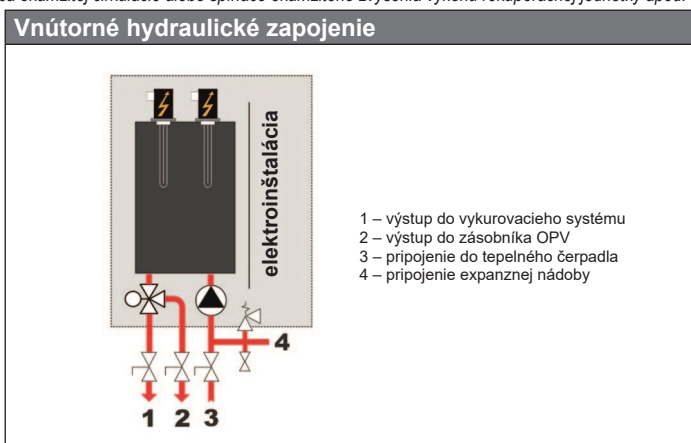 Vnútorné hydraulické zapojenie
elektroinštalácia
1 – výstup do vykurovacieho systému
2 – výstup do zásobníka OPV
3 – pripojenie do tepelného čerpadla
4 – pripojenie expanznej nádoby
4
1 2 3